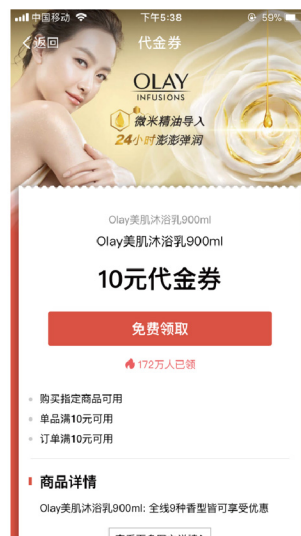 中国移动 下午5:38 59%
返回 代金券
OLAY
INFUSIONS
微米精油导入
24小时澎澎弹润
Olay美肌沐浴乳900ml
Olay美肌沐浴乳900ml
10元代金券
免费领取
172万人已领
购买指定商品可用
单品满10元可用
订单满10元可用
商品详情
Olay美肌沐浴乳900ml: 全线9种香型皆可享受优惠